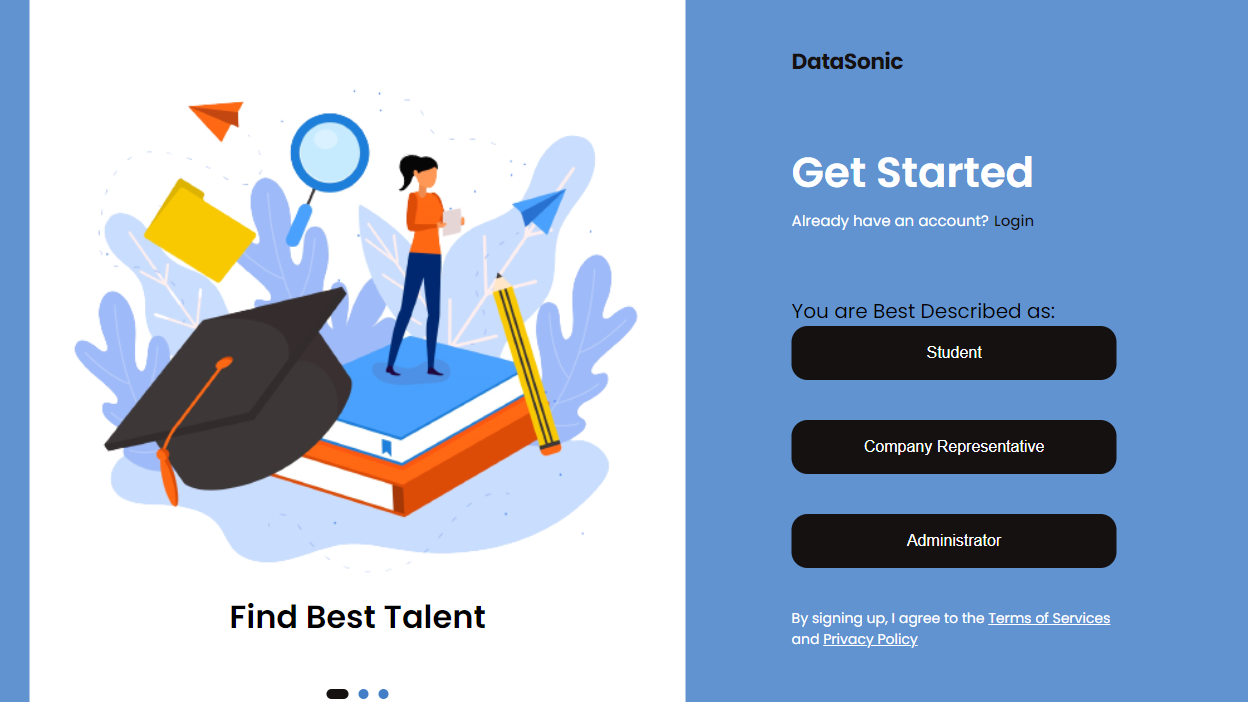 DataSonic
Get Started
Already have an account? Login
You are Best Described as:
Student
Company Representative
Administrator
By signing up, I agree to the Terms of Services
and Privacy Policy
Find Best Talent